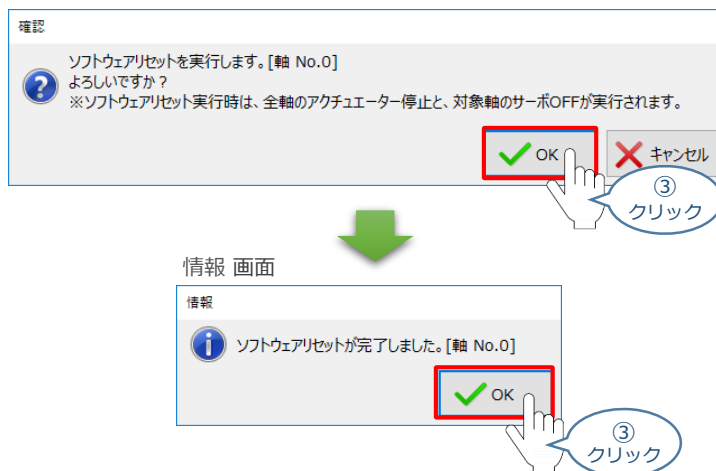 確認
ソフトウェアリセットを実行します。[軸 No.0]
よろしいですか？
※ソフトウェアリセット実行時は、全軸のアクチュエーター停止と、対象軸のサーボOFFが実行されます。
OK
キャンセル
③
クリック
情報 画面
情報
ソフトウェアリセットが完了しました。[軸 No.0]
OK
③
クリック